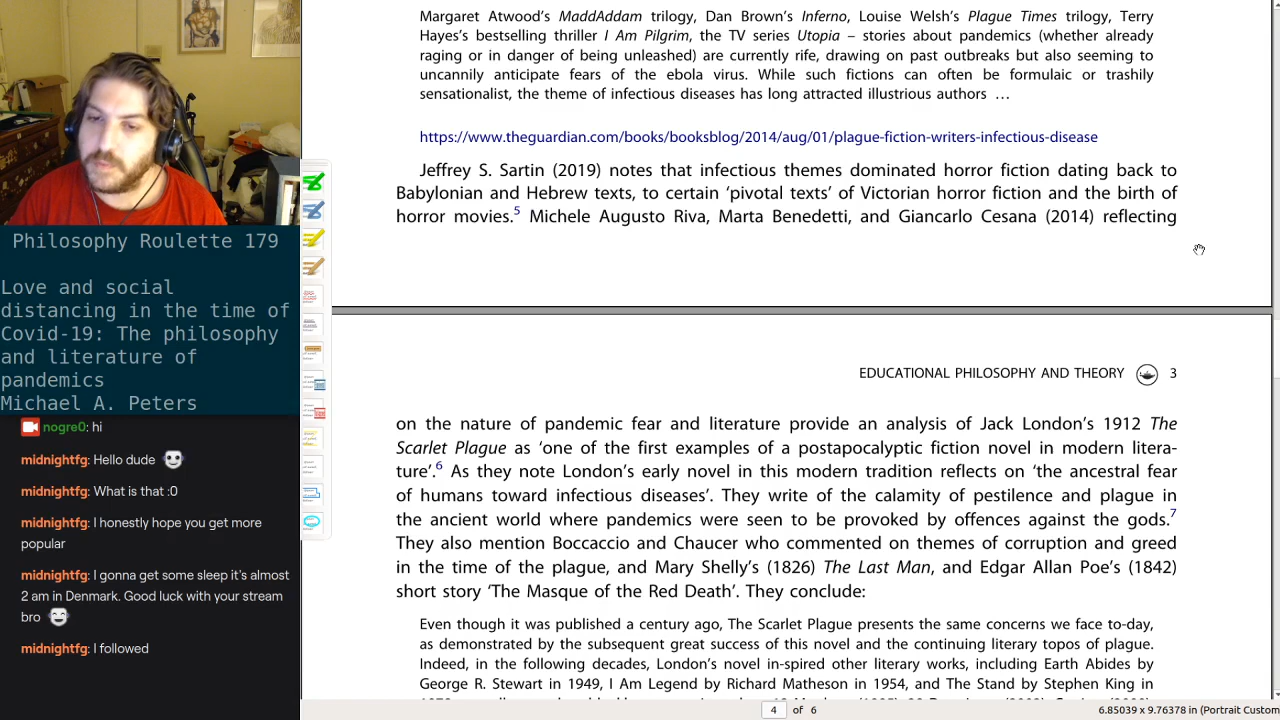 Margaret Atwood's MaddAddam trilogy, Dan Brown's Inferno, Louise Welsh's Plague Times trilogy, Terry
Hayes's bestselling thriller I Am Pilgrim, the TV series Utopia – stories about pandemics (whether already
raging or in danger of being unleashed) are currently rife, drawing on past outbreaks but also seeming to
uncannily anticipate fears of the ebola virus. While such fictions can often be formulaic or trashily
sensationalist, the theme of infectious diseases has long attracted illustrious authors …
https://www.theguardian.com/books/booksblog/2014/aug/01/plague-fiction-writers-infectious-disease
Jeffrey S. Sartin (2019) notes that infectious themes dominated horror fiction dating back to
Babylonian and Hebrew texts, to certain pivotal texts of Victorian horror fiction and the birth of
horror movies.5 Michele Augusto Riva, Marta Benedetti, and Giancarlo Cesana (2014) reflecting
EDUCATIONAL PHILOSOPHY AND THEORY
on the
of pandemic fear and literature provide an analysis of Jack London's 1912 The
Scarlet Plague as 'one of the first examples of a postapocalyptic fiction novel in modern litera-
ture.'6 As they note London's
the modern tradition reflects on the ancestral fear
of humans toward infectious diseases'. They write
in the literature of
the ancient world where pandemics were seen to be provoked by offences against the gods.7
They also mention Boccaccio and Chaucer who commented on themes of corruption and greed
in the time of the plague, and Mary Shelly's (1826) The Last Man, and Edgar Allan Poe's (1842)
short story 'The Masque of the Red Death'. They conclude:
Even though it was published a century ago, The Scarlet Plague presents the same concerns we face to-day,
as demonstrated by the subsequent great success of this novel and the continuing literary topos of plague.
Indeed, in the following decades, London's novel in-spired other literary works, including Earth Abides by
George R. Stewart in 1949, I Am Legend by Richard Matheson in 1954, and The Stand by Stephen King in
4 of 6
6.85039 x 9.76378 in (Portrait Custom
Philosophy Roulette 179
Love and social
distancing in the time of
Covid-19: The philosophy
and literature of
pandemics
Michael A. Peters
nogre0: hi
midnightfg: Hello dude
midnightfg: What is that :0
midnightfg: I honestly hope you get more
popular
midnightfg: I gonna get some sleep it's almost
2 am in Denmark. Good luck with your stream
bro
midnightfg: I followed